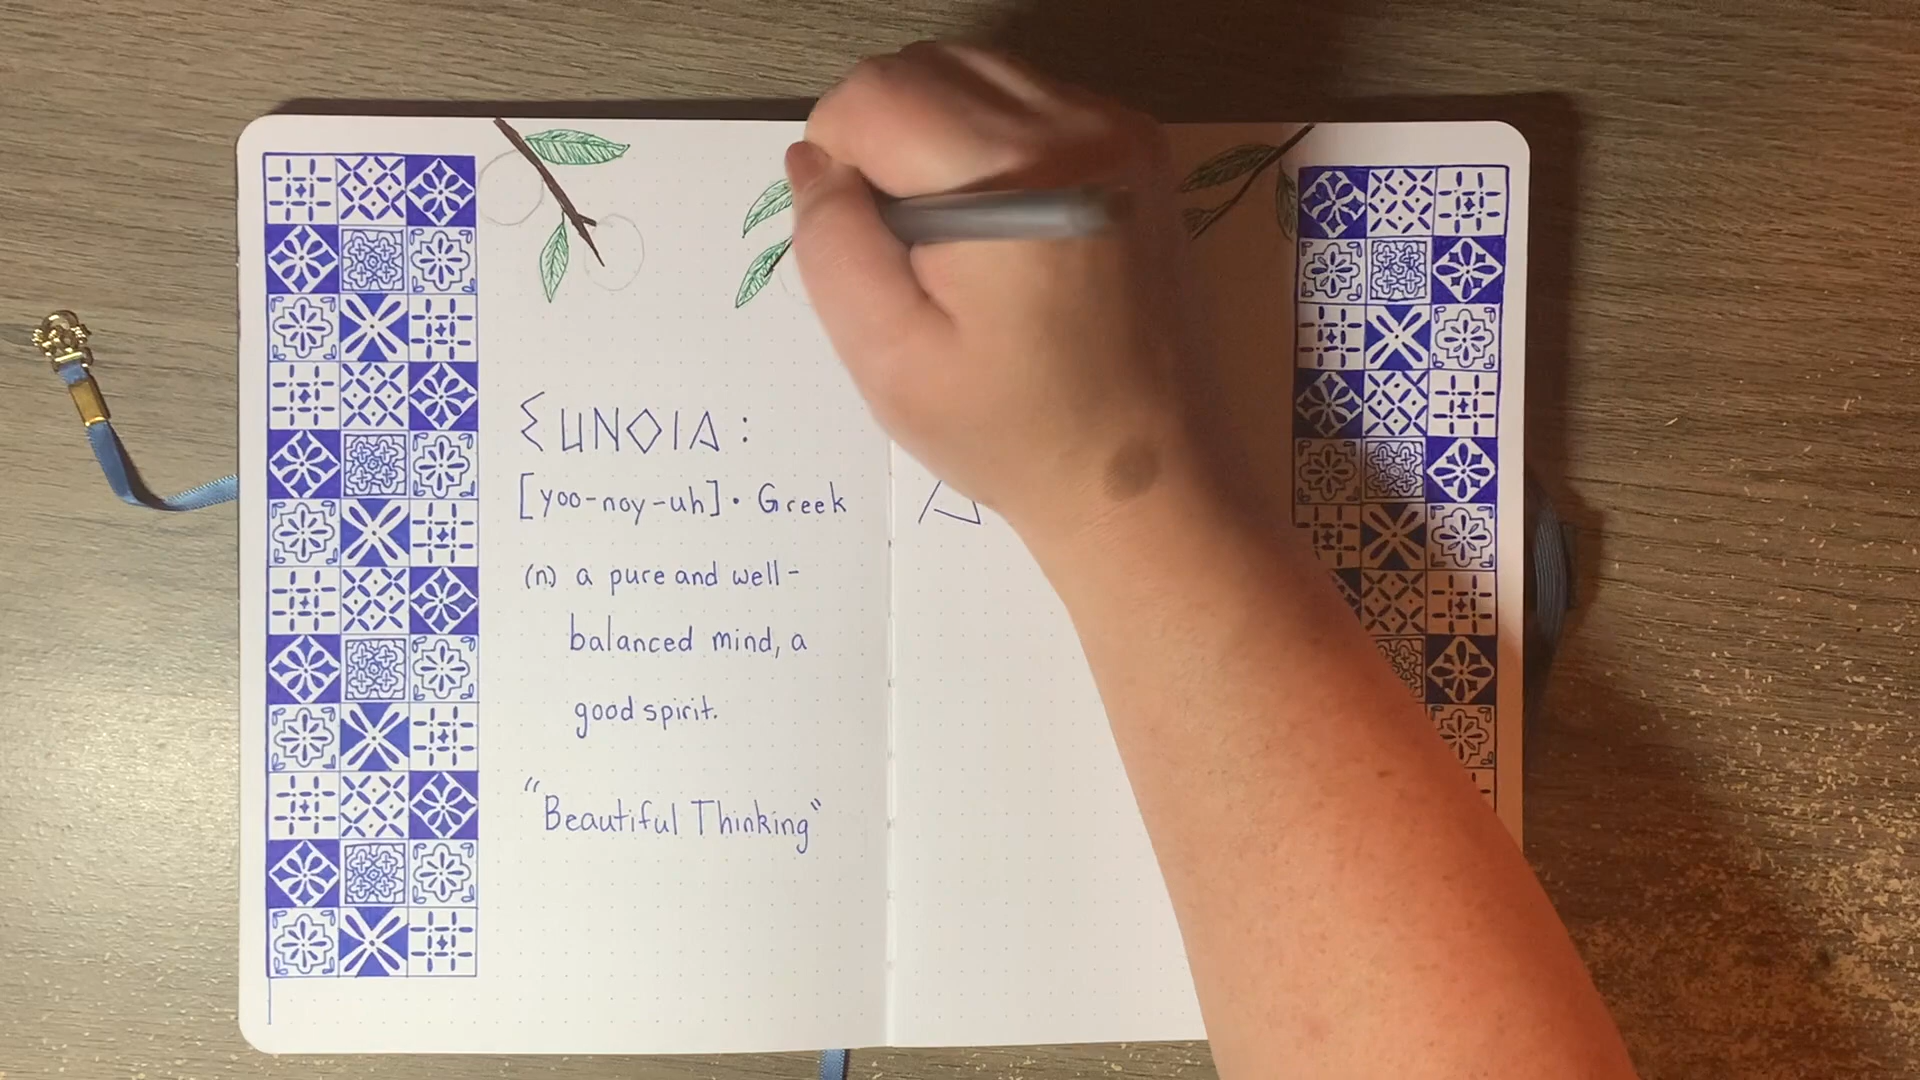 EUNOIA:
[yoo-noy-uh] • Greek
(n.) a pure and well-
balanced mind, a
good spirit.
"Beautiful Thinking"